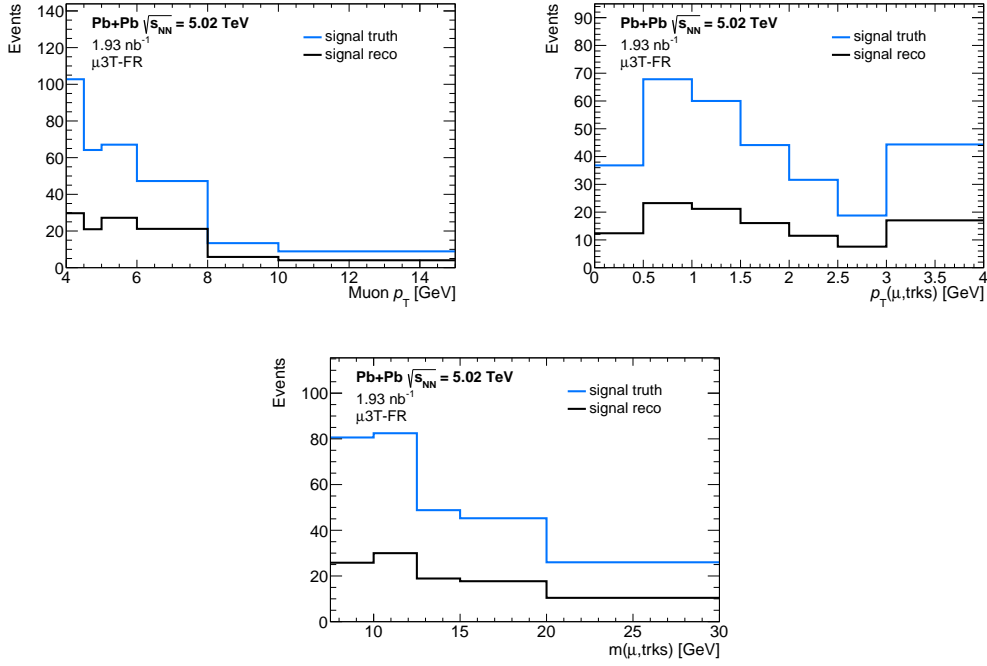 Events
140
120
100
80
60
40
20
0
Pb+Pb √s_NN = 5.02 TeV
1.93 nb⁻¹
μ3T-FR
signal truth
signal reco
4 6 8 10 12 14
Muon p_T [GeV]
Events
90
80
70
60
50
40
30
20
10
0
Pb+Pb √s_NN = 5.02 TeV
1.93 nb⁻¹
μ3T-FR
signal truth
signal reco
0 0.5 1 1.5 2 2.5 3 3.5 4
p_T(μ,trks) [GeV]
Events
100
80
60
40
20
0
Pb+Pb √s_NN = 5.02 TeV
1.93 nb⁻¹
μ3T-FR
signal truth
signal reco
10 15 20 25 30
m(μ,trks) [GeV]